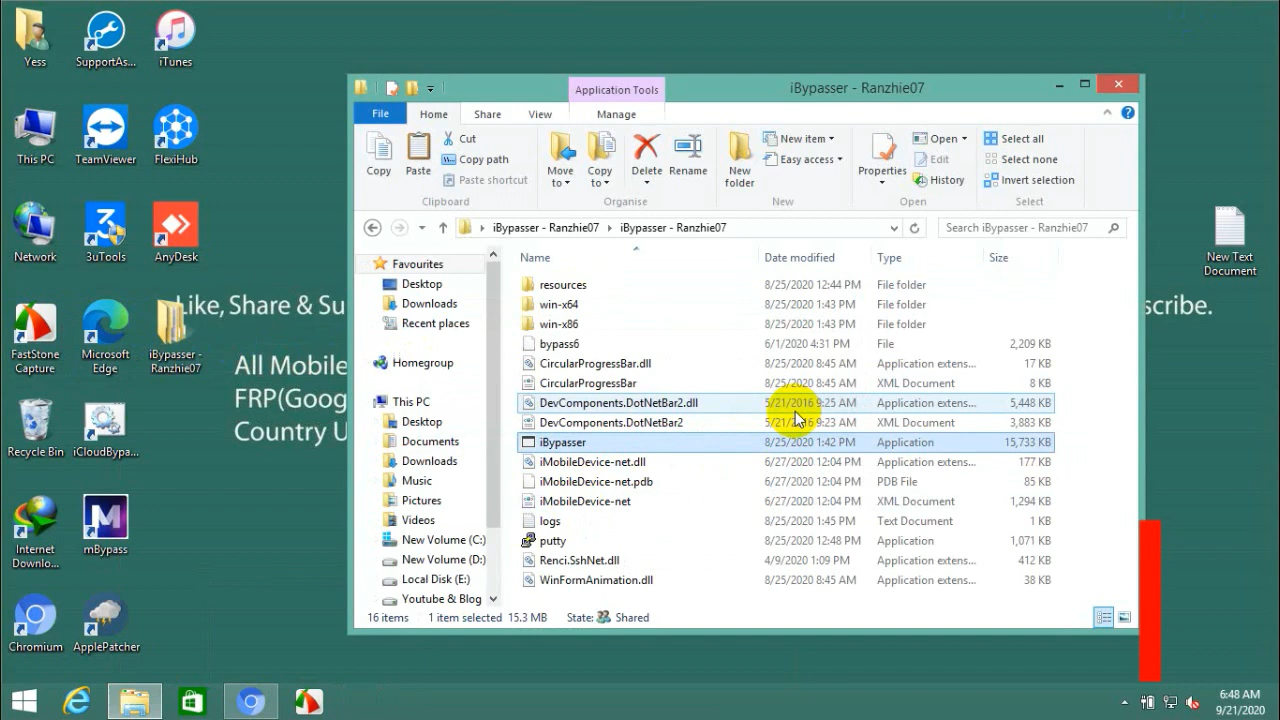 Yess
SupportAs...
iTunes
This PC
TeamViewer
FlexiHub
Network
3uTools
AnyDesk
FastStone
Capture
Microsoft
Edge
iBypasser -
Ranzhie07
Recycle Bin
iCloudBypa...
Internet
Downlo...
mBypass
Chromium
ApplePatcher
New Text
Document
Like, Share & Su
scribe.
All Mobile
FRP(Goog
Country U
Application Tools
iBypasser - Ranzhie07
File
Home
Share
View
Manage
Copy
Paste
Cut
Copy path
Paste shortcut
Clipboard
Move
to
Copy
to
Delete
Rename
Organise
New
folder
New item
Easy access
New
Properties
Open
Edit
History
Open
Select all
Select none
Invert selection
Select
iBypasser - Ranzhie07
iBypasser - Ranzhie07
Search iBypasser - Ranzhie07
Favourites
Desktop
Downloads
Recent places
Homegroup
This PC
Desktop
Documents
Downloads
Music
Pictures
Videos
New Volume (C:)
New Volume (D:)
Local Disk (E:)
Youtube & Blog
Name Date modified Type Size
resources 8/25/2020 12:44 PM File folder
win-x64 8/25/2020 1:43 PM File folder
win-x86 8/25/2020 1:43 PM File folder
bypass6 6/1/2020 4:31 PM File 2,209 KB
CircularProgressBar.dll 8/25/2020 8:45 AM Application extens... 17 KB
CircularProgressBar 8/25/2020 8:45 AM XML Document 8 KB
DevComponents.DotNetBar2.dll 5/21/2016 9:25 AM Application extens... 5,448 KB
DevComponents.DotNetBar2 5/21/2016 9:23 AM XML Document 3,883 KB
iBypasser 8/25/2020 1:42 PM Application 15,733 KB
iMobileDevice-net.dll 6/27/2020 12:04 PM Application extens... 177 KB
iMobileDevice-net.pdb 6/27/2020 12:04 PM PDB File 85 KB
iMobileDevice-net 6/27/2020 12:04 PM XML Document 1,294 KB
logs 8/25/2020 1:45 PM Text Document 1 KB
putty 8/25/2020 12:48 PM Application 1,071 KB
Renci.SshNet.dll 4/9/2020 1:09 PM Application extens... 412 KB
WinFormAnimation.dll 8/25/2020 8:45 AM Application extens... 38 KB
16 items 1 item selected 15.3 MB State: Shared
6:48 AM
9/21/2020